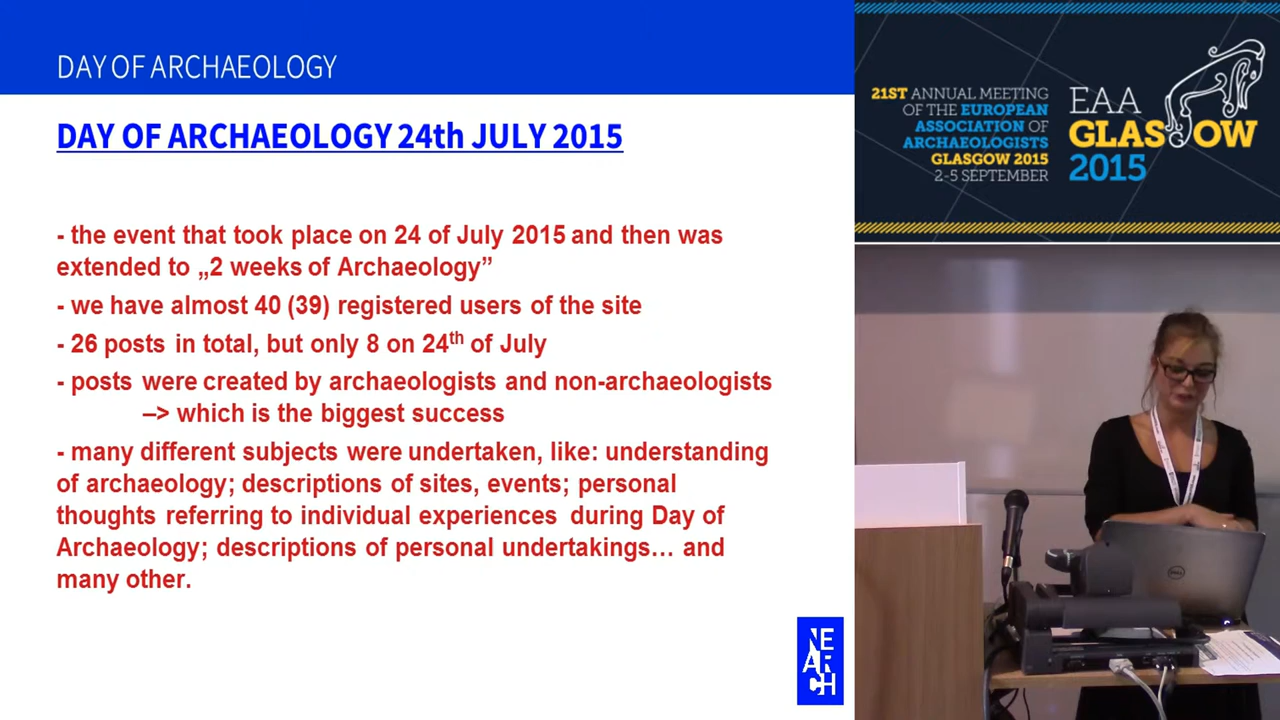 DAY OF ARCHAEOLOGY
DAY OF ARCHAEOLOGY 24th JULY 2015
- the event that took place on 24 of July 2015 and then was
extended to „2 weeks of Archaeology”
- we have almost 40 (39) registered users of the site
- 26 posts in total, but only 8 on 24th of July
- posts were created by archaeologists and non-archaeologists
–> which is the biggest success
- many different subjects were undertaken, like: understanding
of archaeology; descriptions of sites, events; personal
thoughts referring to individual experiences during Day of
Archaeology; descriptions of personal undertakings... and
many other.
NE
AR
CH
21ST ANNUAL MEETING
OF THE EUROPEAN
ASSOCIATION OF
ARCHAEOLOGISTS
GLASGOW 2015
2-5 SEPTEMBER
EAA
GLASGOW
2015
DELL